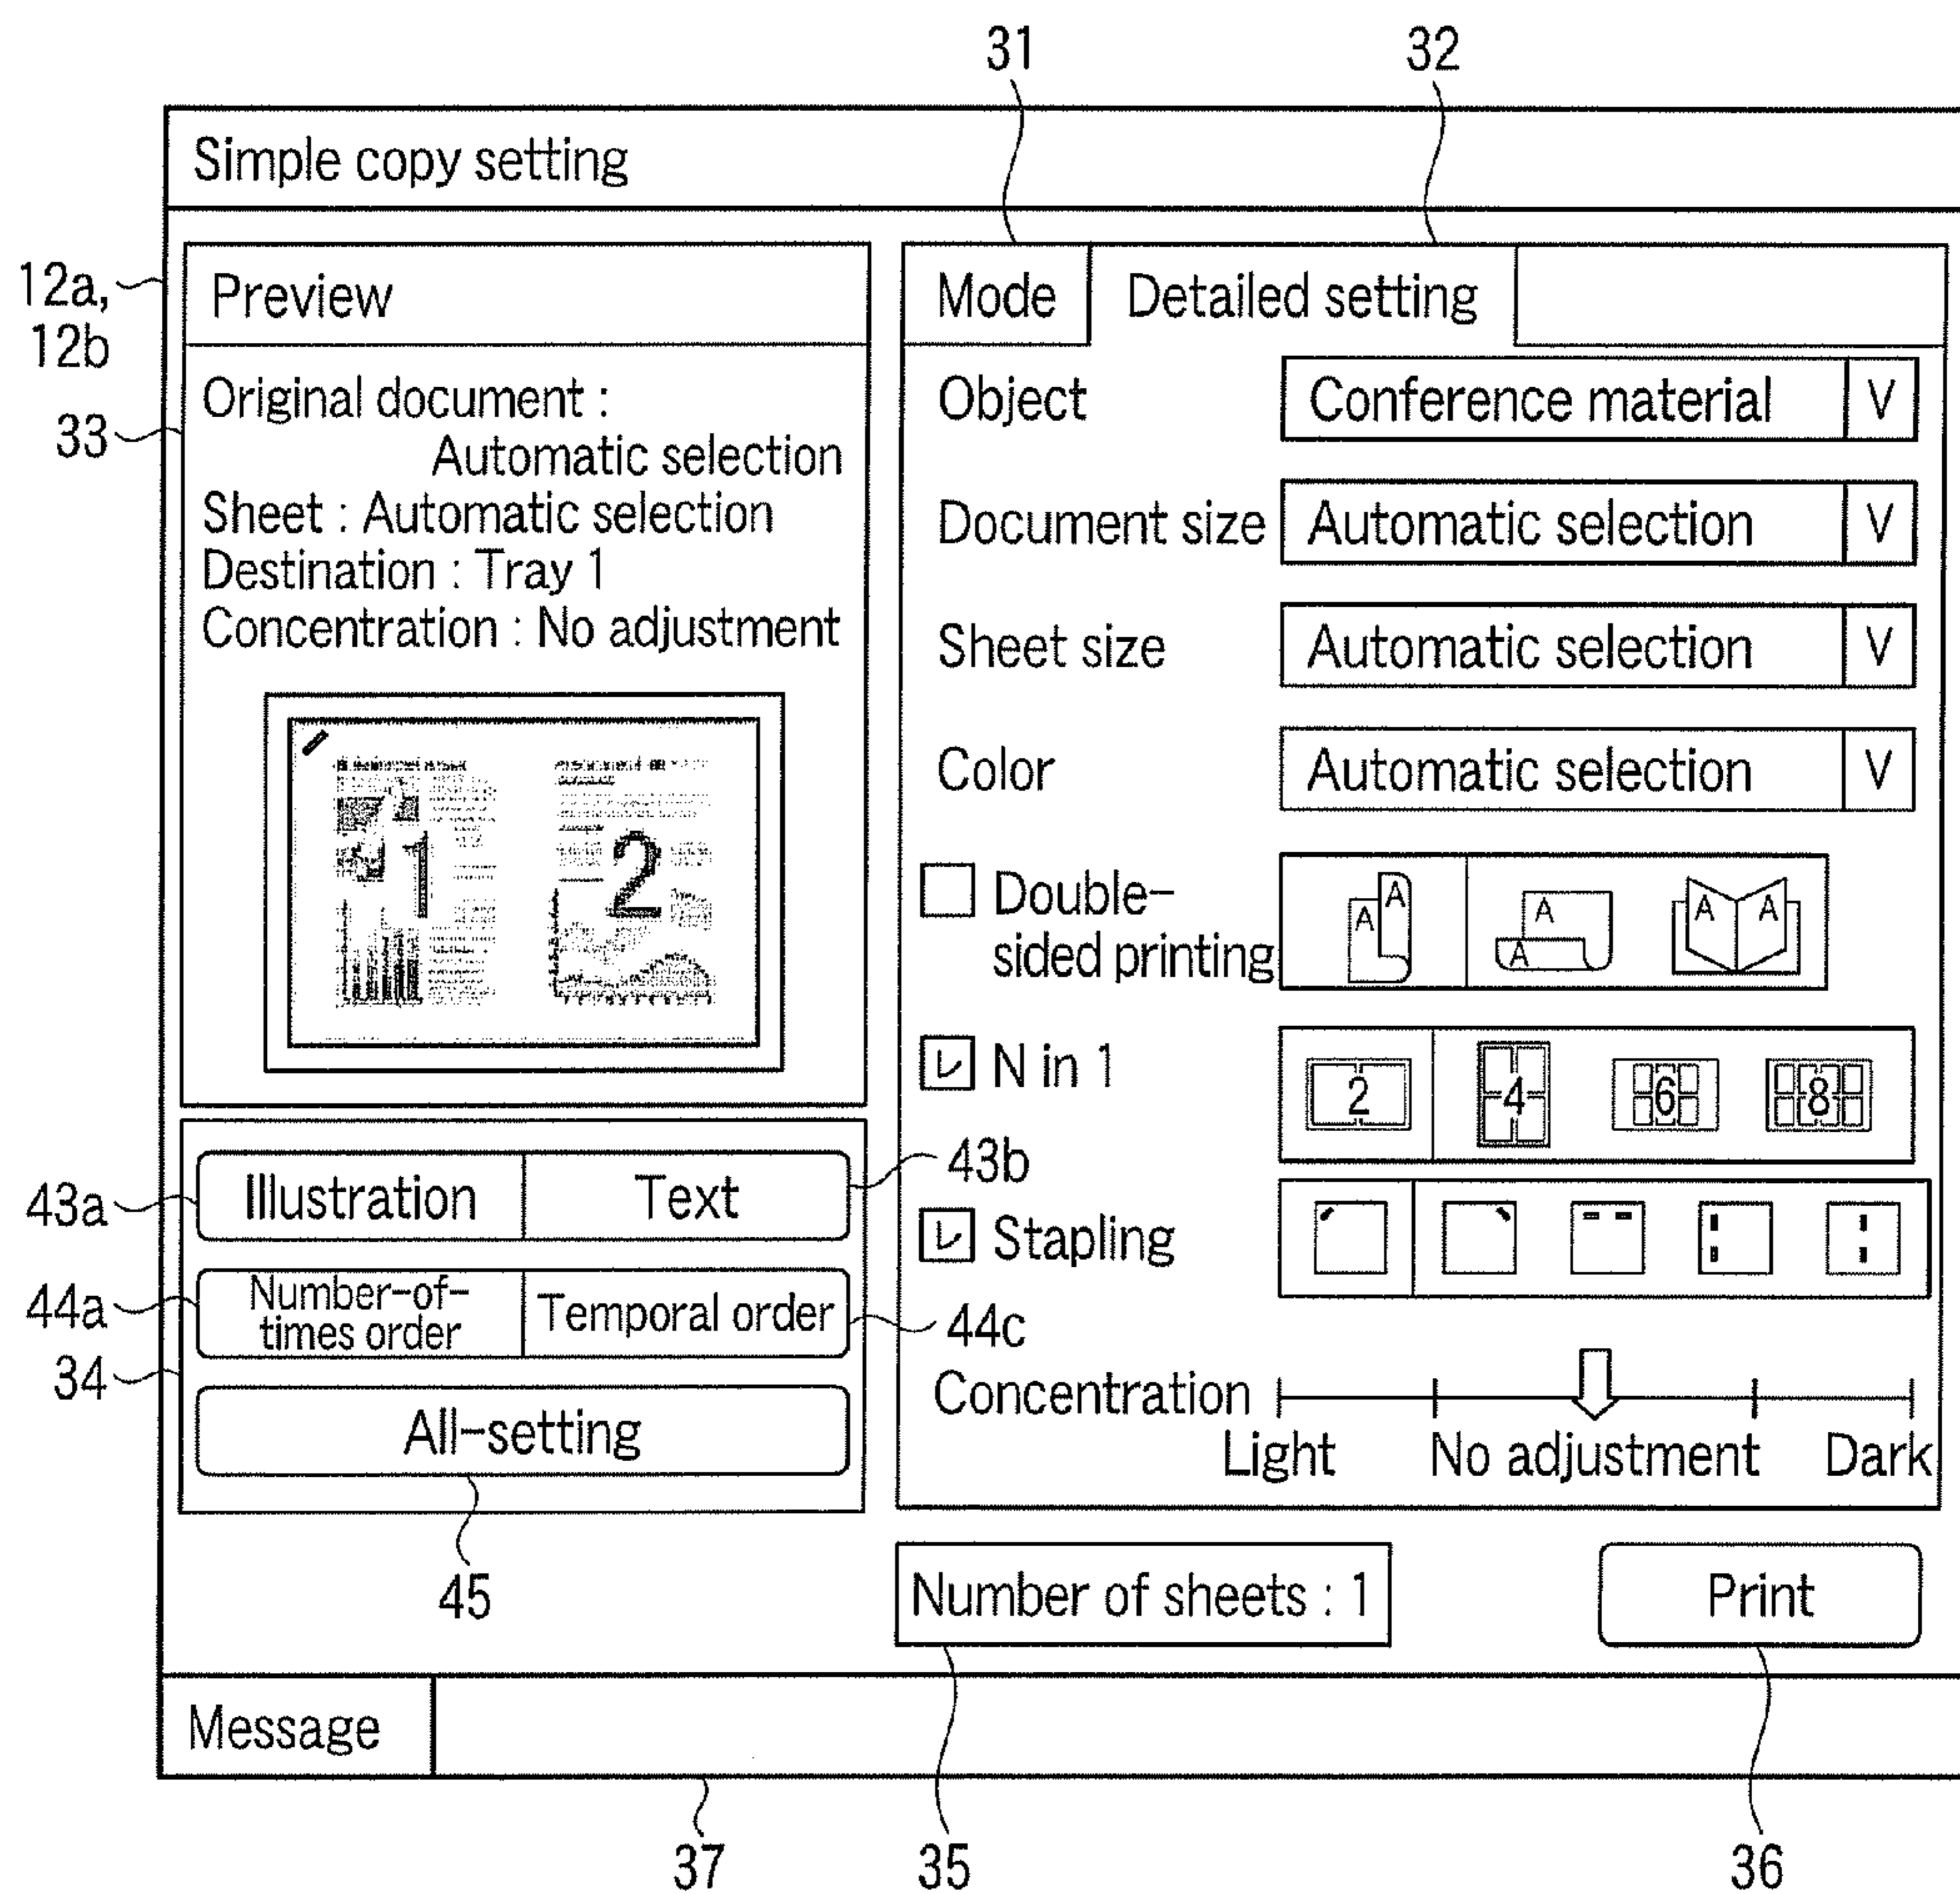 31
32
Simple copy setting
12a,
12b
Preview
Mode
Detailed setting
33
Original document :
Automatic selection
Sheet : Automatic selection
Destination : Tray 1
Concentration : No adjustment
1
2
Object
Conference material
V
Document size
Automatic selection
V
Sheet size
Automatic selection
V
Color
Automatic selection
V
Double-
sided printing
A
A
A
A
A
A
N in 1
2
4
6
8
43a
Illustration
Text
43b
Stapling
44a
Number-of-
times order
Temporal order
44c
34
All-setting
45
Concentration
Light
No adjustment
Dark
Number of sheets : 1
Print
Message
37
35
36